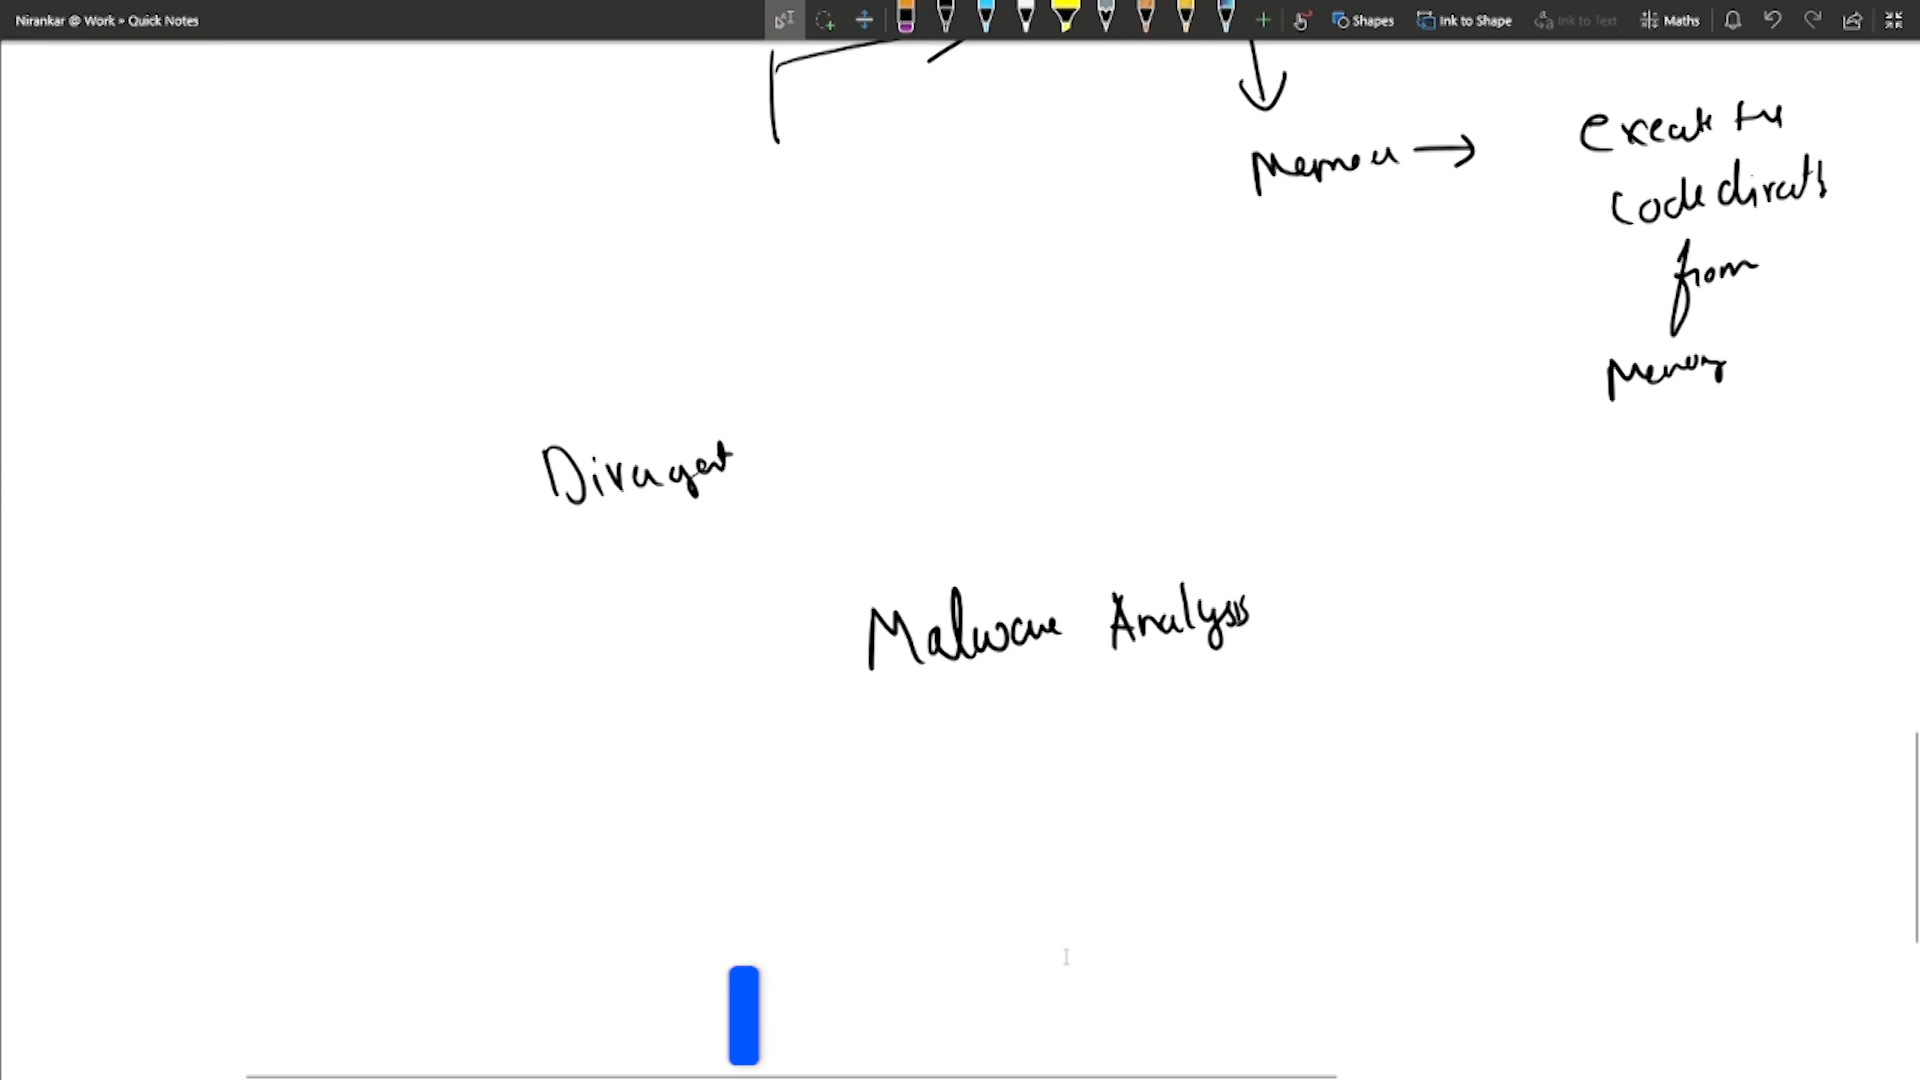 Nirankar @ Work » Quick Notes
Shapes Ink to Shape Ink to Text Maths
Memory → execute the
code directly
from
Memory
Divergent
Malware Analysis